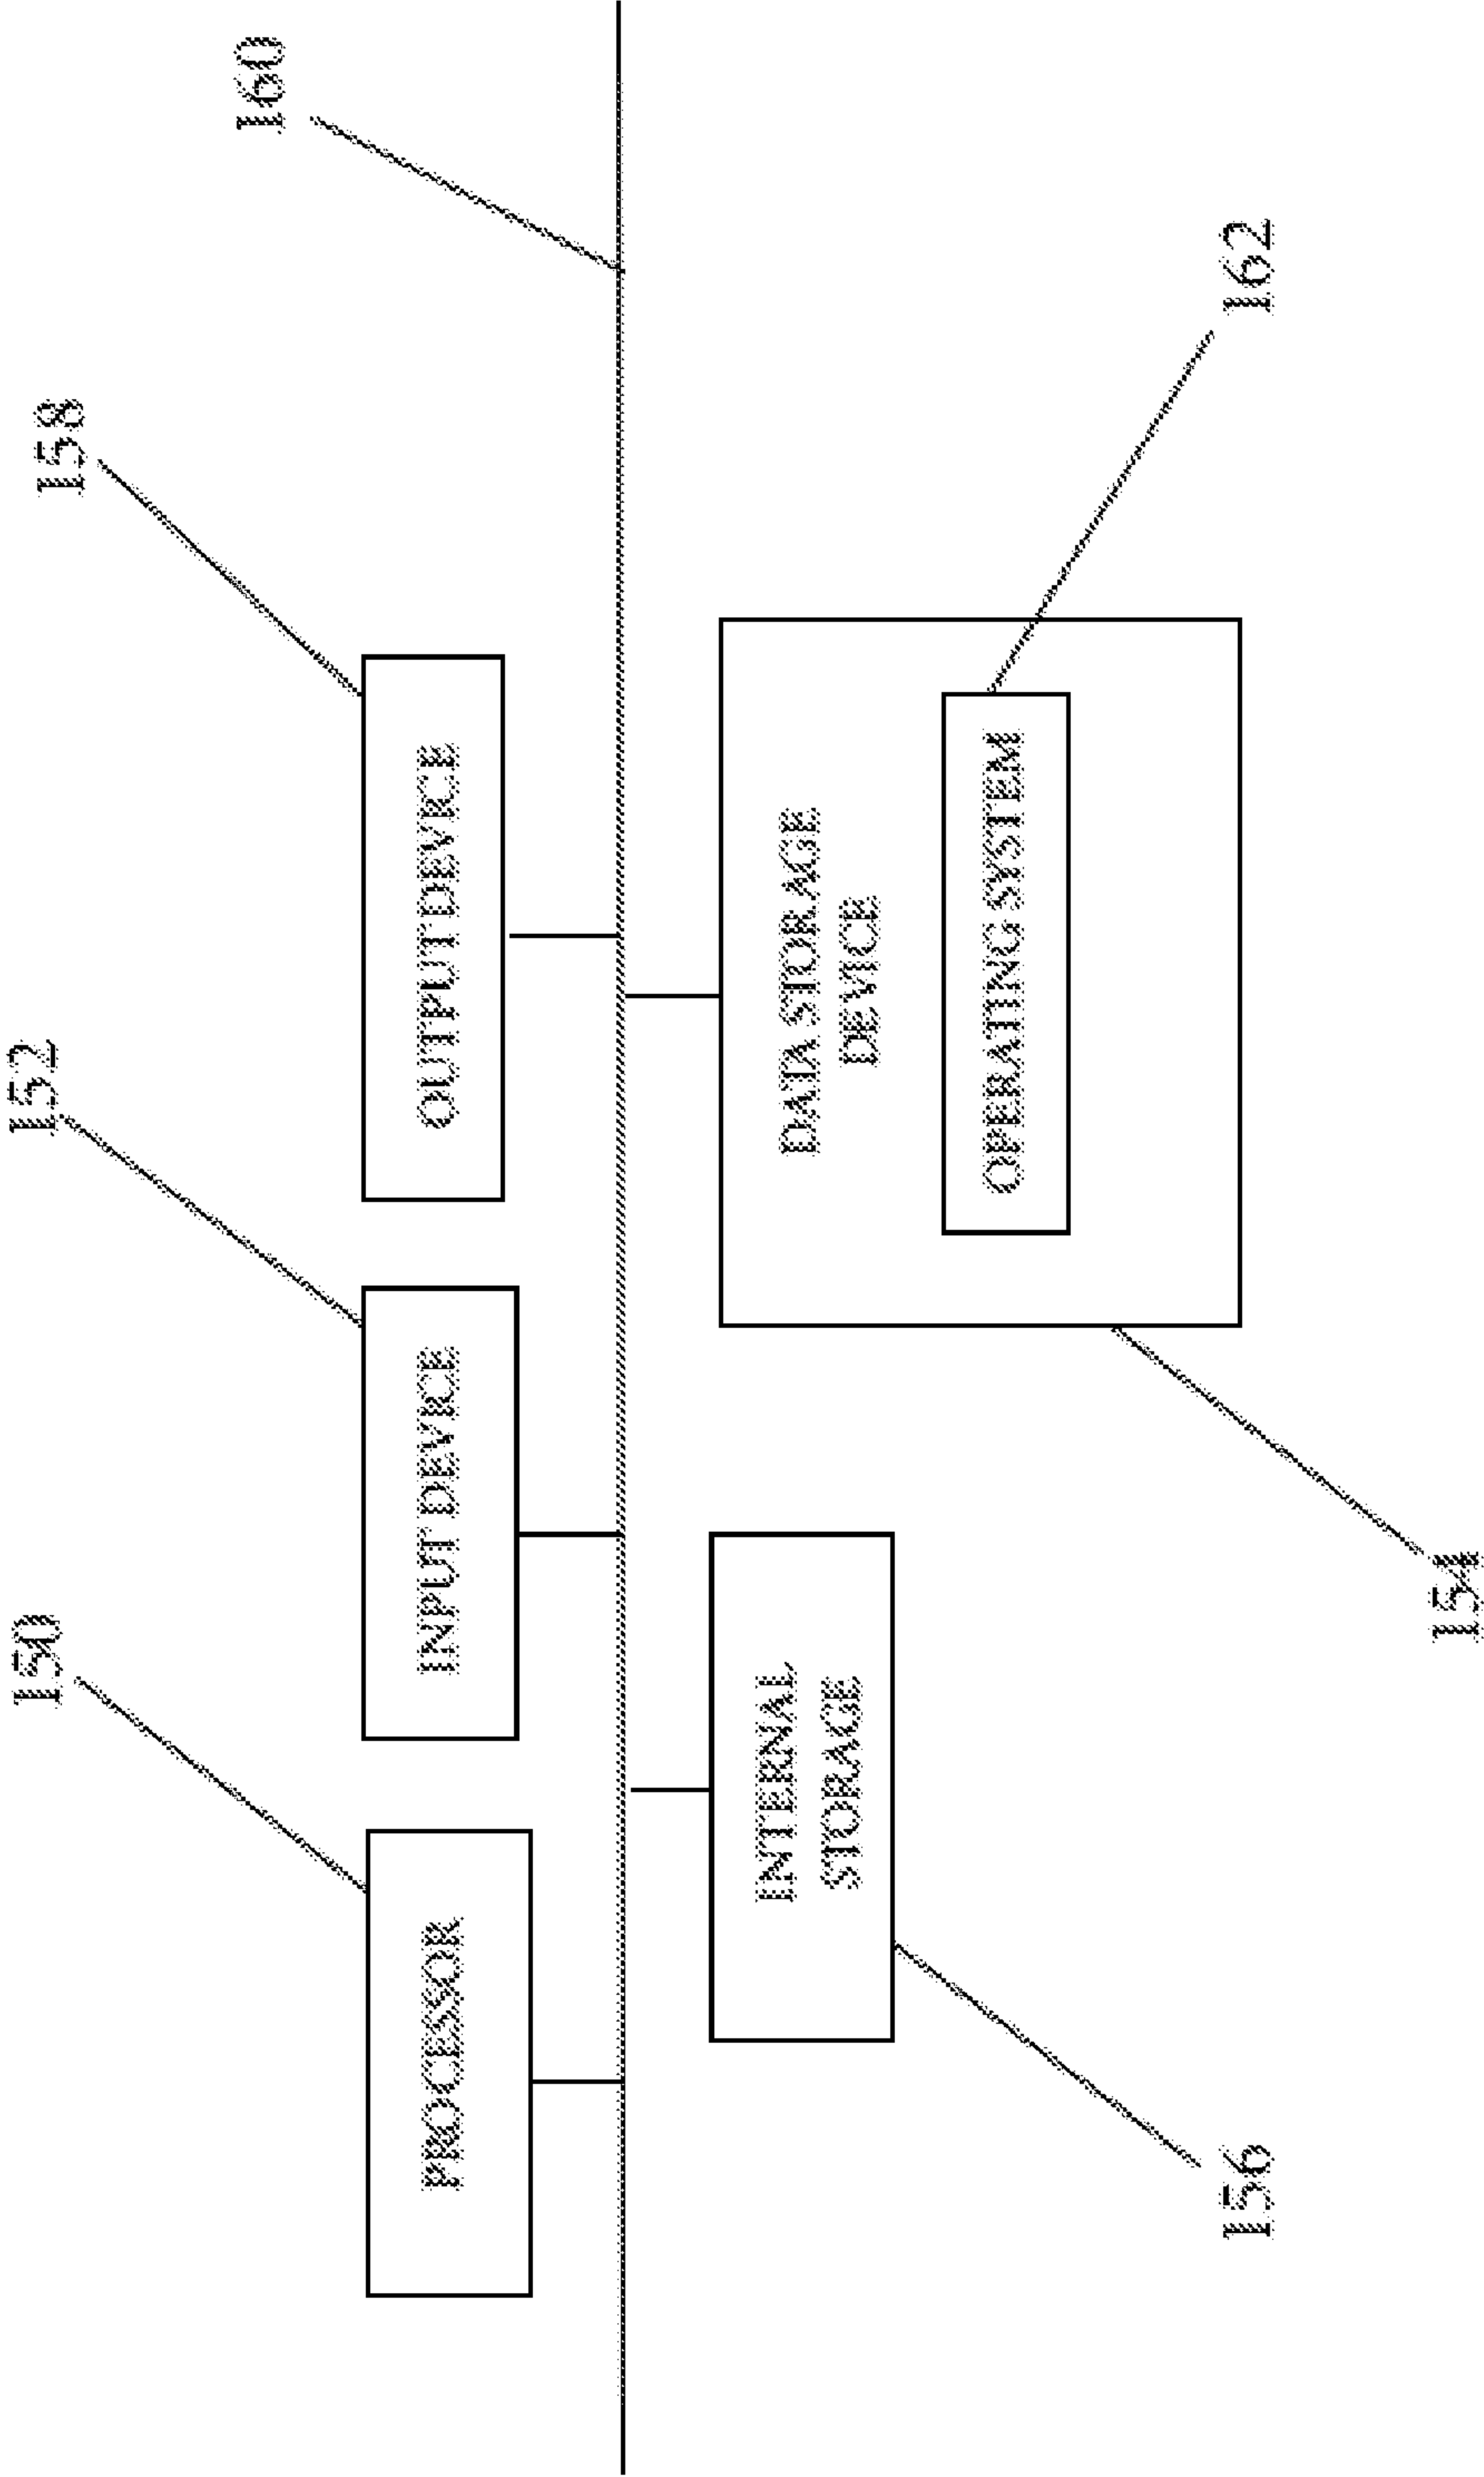 150
152
158
160
PROCESSOR
INPUT DEVICE
OUTPUT DEVICE
INTERNAL
STORAGE
DATA STORAGE
DEVICE
OPERATING SYSTEM
156
154
162